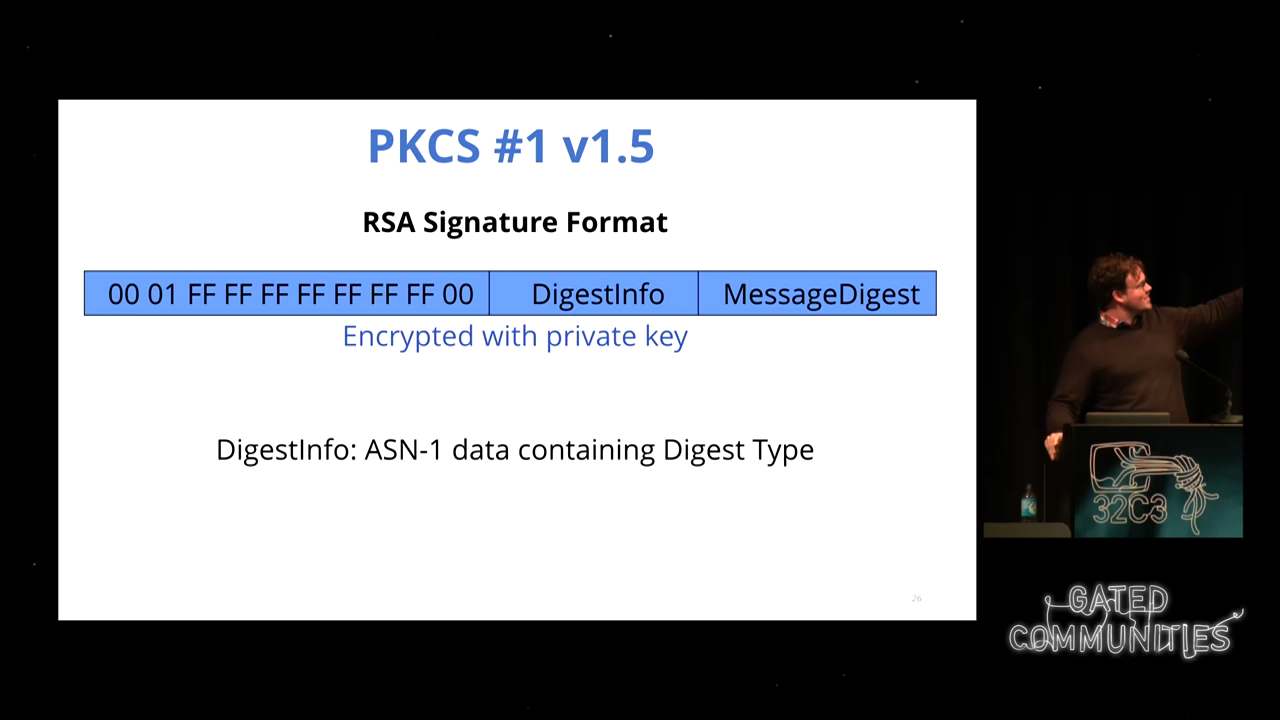 PKCS #1 v1.5
RSA Signature Format
00 01 FF FF FF FF FF FF FF 00 DigestInfo MessageDigest
Encrypted with private key
DigestInfo: ASN-1 data containing Digest Type
26
32C3
GATED
COMMUNITIES